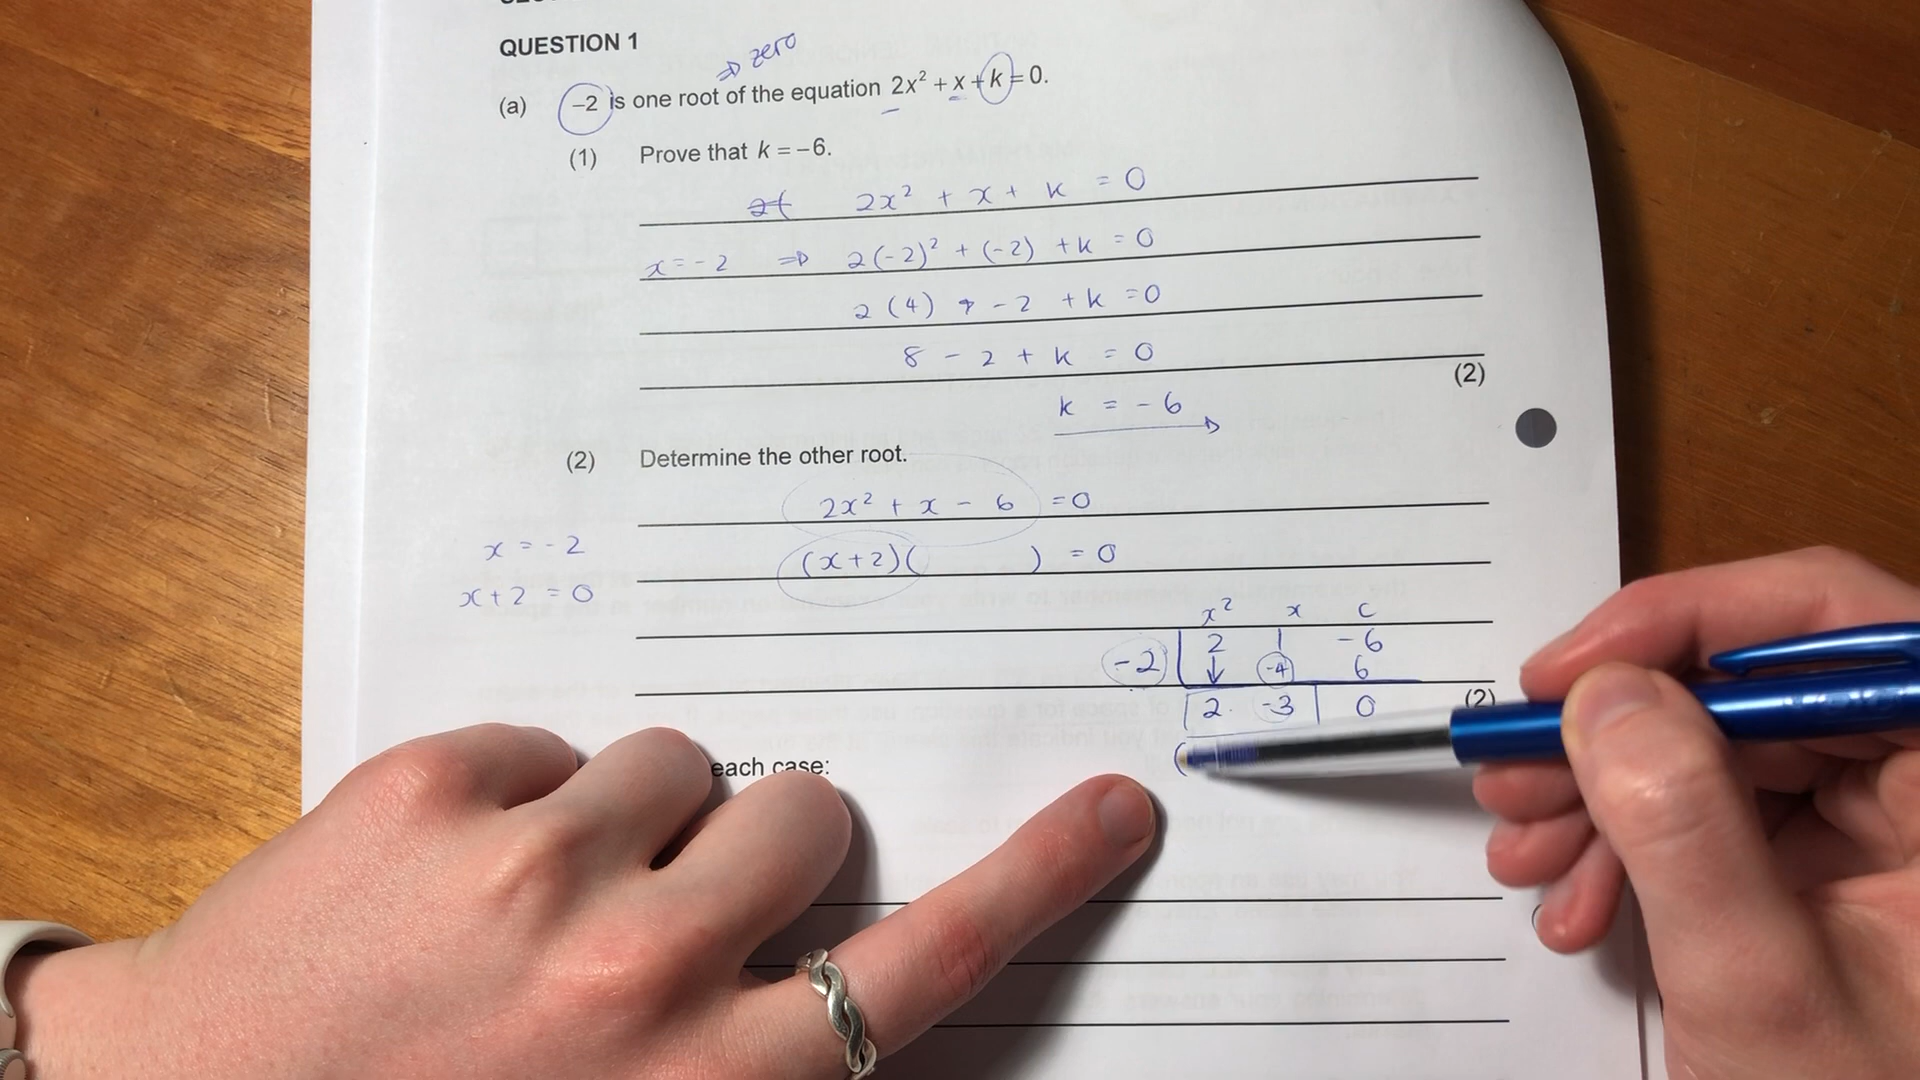 QUESTION 1
⇒ zero
(a) -2 is one root of the equation 2x² + x + k = 0.
(1) Prove that k = -6.
2x² + x + k = 0
x = -2 ⇒ 2(-2)² + (-2) + k = 0
2(4) + -2 + k = 0
8 - 2 + k = 0
(2)
k = -6
(2) Determine the other root.
2x² + x - 6 = 0
x = -2
(x+2)( ) = 0
x+2 = 0
x² x c
2 1 -6
-2 ↓ -4 6
2 -3 0
(2)
(
each case: